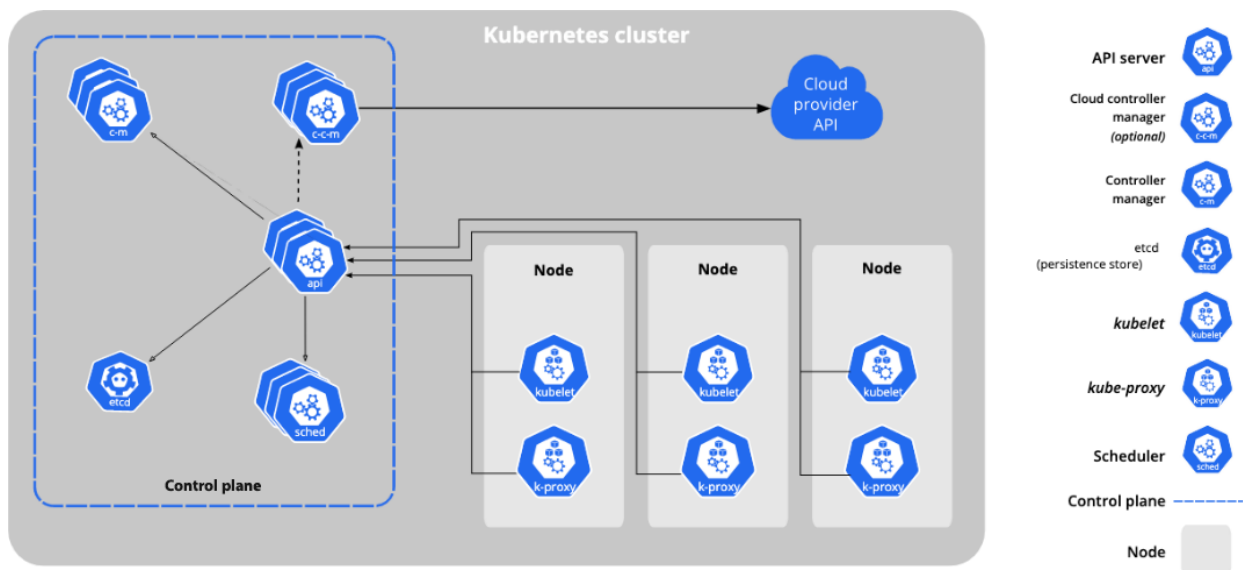 Kubernetes cluster
c-m
c-c-m
Cloud
provider
API
api
etcd
sched
Control plane
Node
kubelet
k-proxy
Node
kubelet
k-proxy
Node
kubelet
k-proxy
API server
api
Cloud controller
manager
(optional)
c-c-m
Controller
manager
c-m
etcd
(persistence store)
etcd
kubelet
kubelet
kube-proxy
k-proxy
Scheduler
sched
Control plane
Node